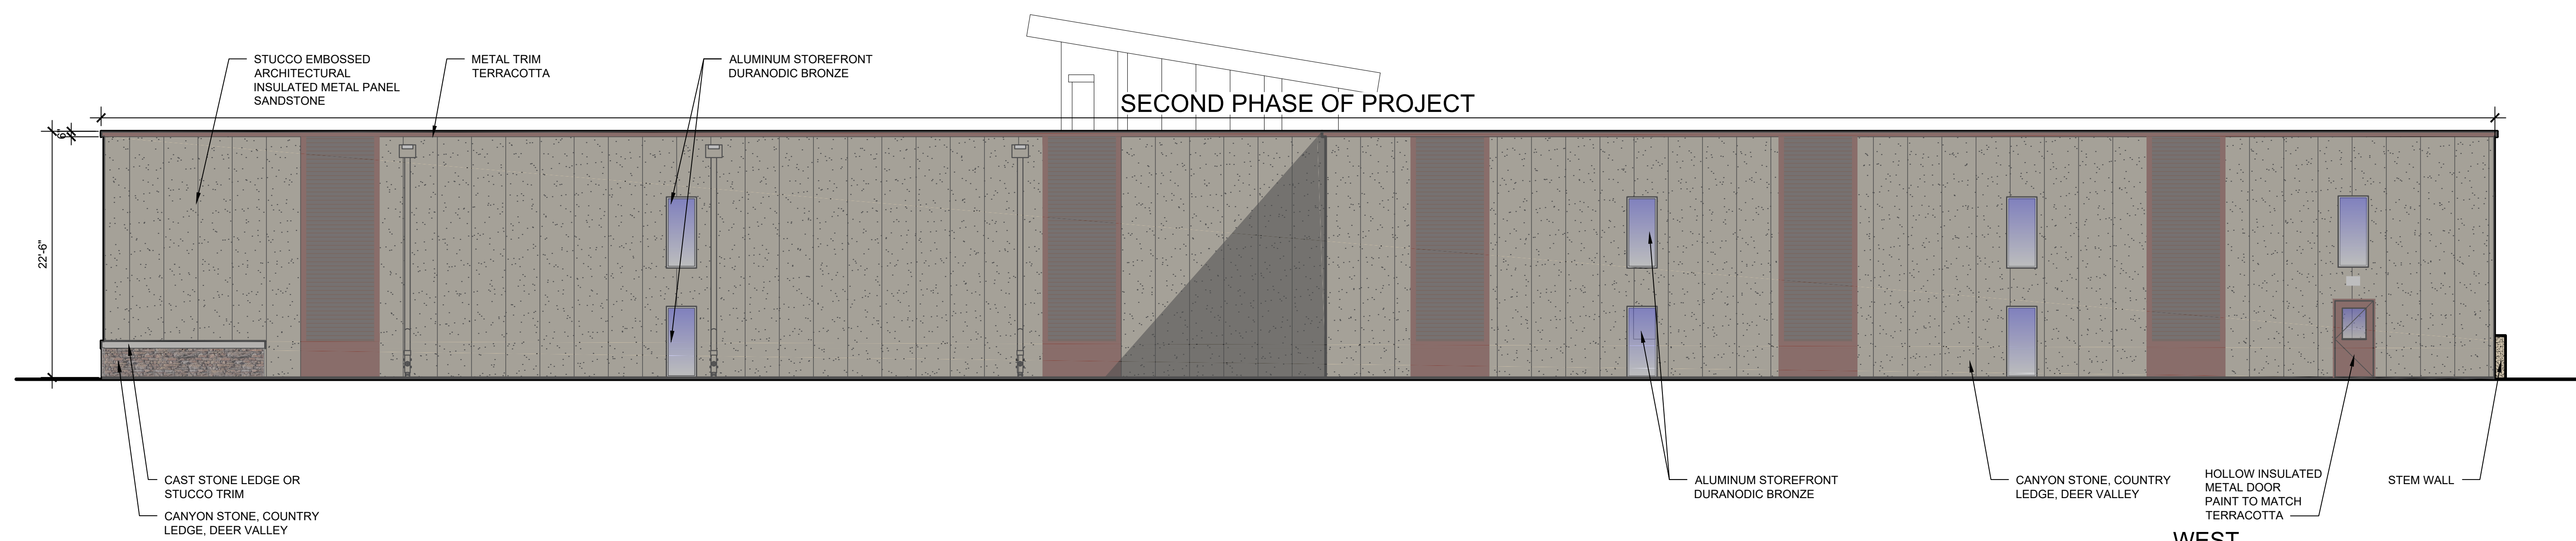 STUCCO EMBOSSED
ARCHITECTURAL
INSULATED METAL PANEL
SANDSTONE
METAL TRIM
TERRACOTTA
ALUMINUM STOREFRONT
DURANODIC BRONZE
SECOND PHASE OF PROJECT
6"
22'-6"
CAST STONE LEDGE OR
STUCCO TRIM
CANYON STONE, COUNTRY
LEDGE, DEER VALLEY
ALUMINUM STOREFRONT
DURANODIC BRONZE
CANYON STONE, COUNTRY
LEDGE, DEER VALLEY
HOLLOW INSULATED
METAL DOOR
PAINT TO MATCH
TERRACOTTA
STEM WALL
WEST